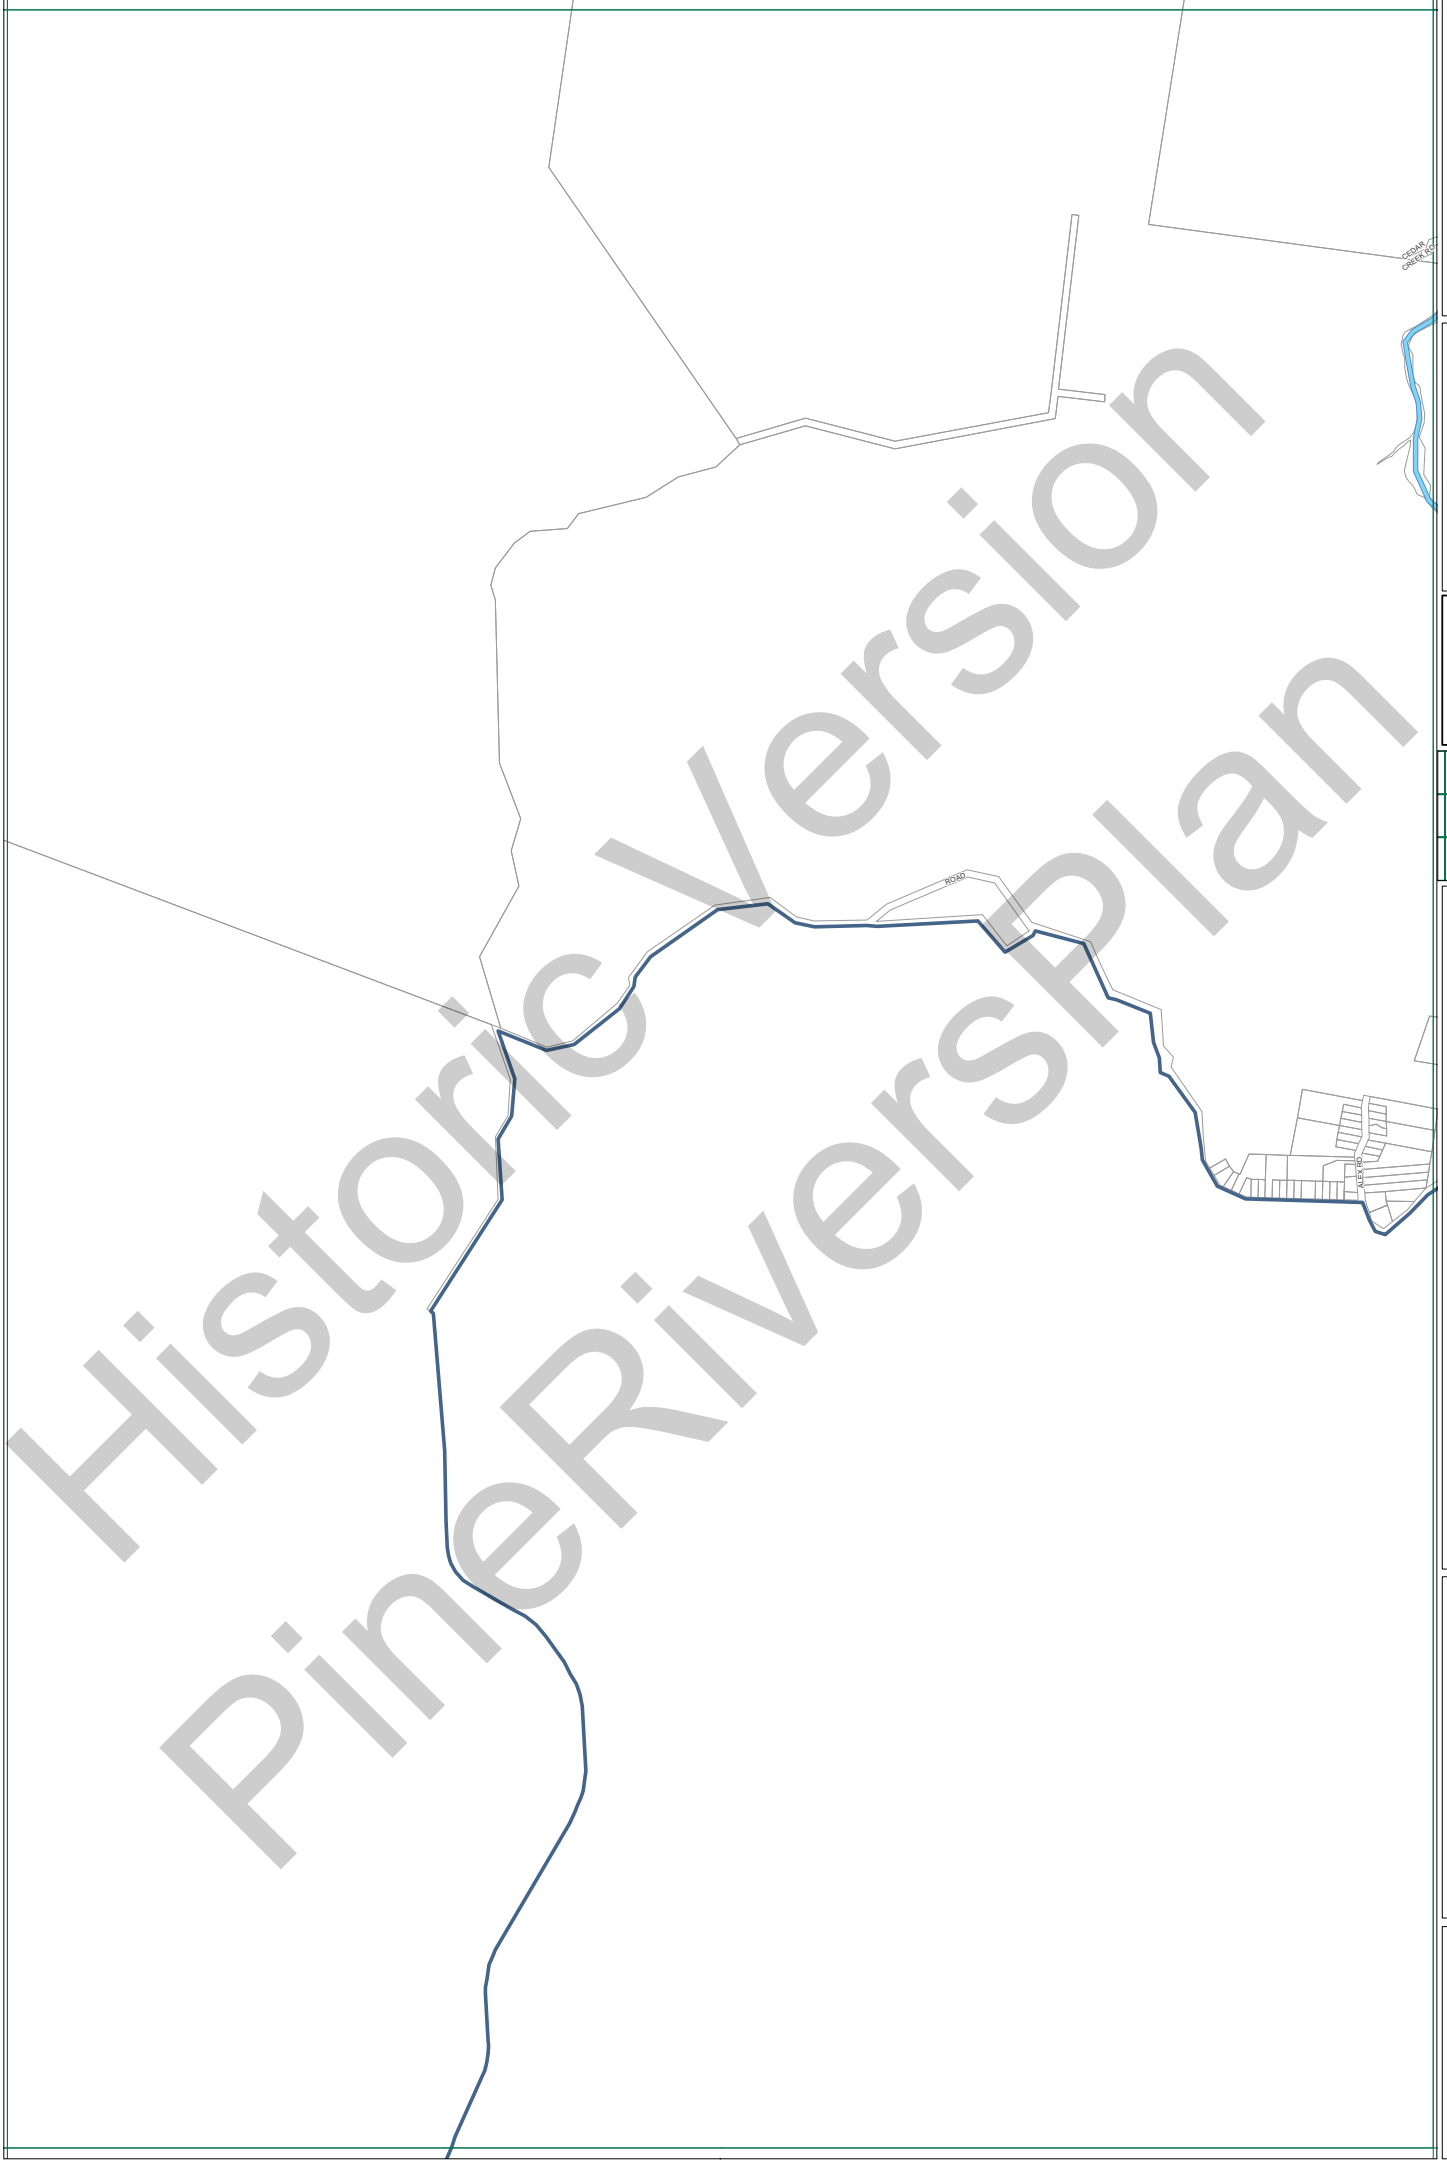 CEDAR
CREEK RD
Historic Version
ROAD
PineRiversPlan
ALEX RD